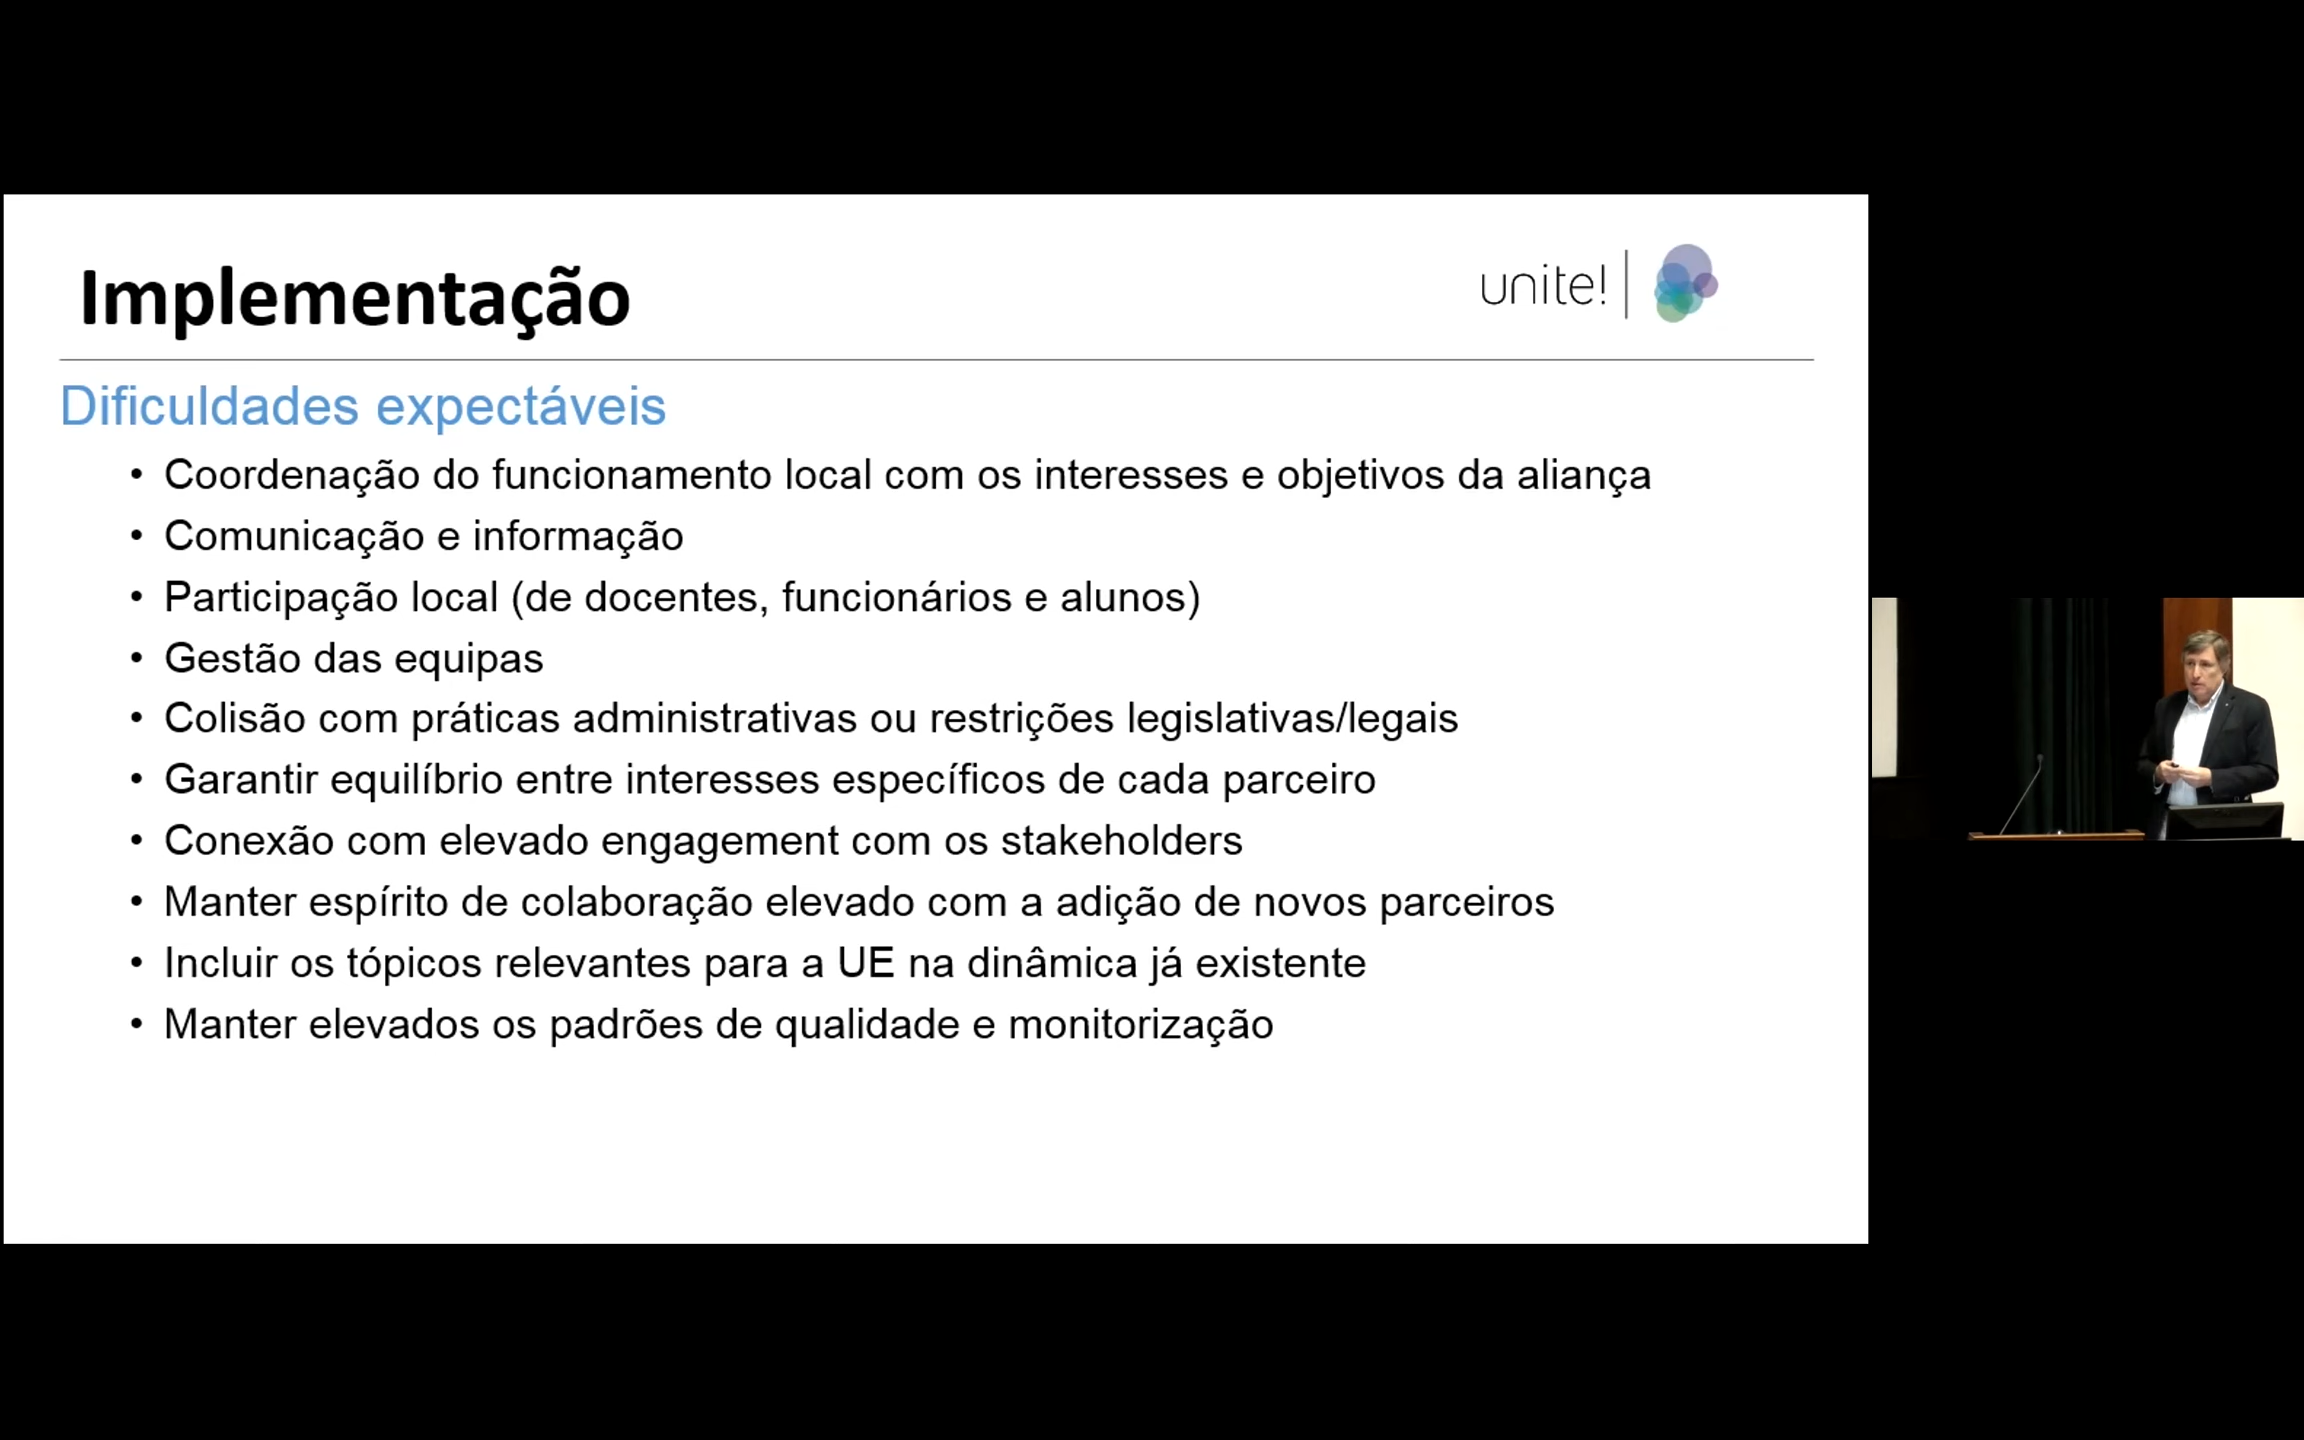 Implementação
unite!
Dificuldades expectáveis
• Coordenação do funcionamento local com os interesses e objetivos da aliança
• Comunicação e informação
• Participação local (de docentes, funcionários e alunos)
• Gestão das equipas
• Colisão com práticas administrativas ou restrições legislativas/legais
• Garantir equilíbrio entre interesses específicos de cada parceiro
• Conexão com elevado engagement com os stakeholders
• Manter espírito de colaboração elevado com a adição de novos parceiros
• Incluir os tópicos relevantes para a UE na dinâmica já existente
• Manter elevados os padrões de qualidade e monitorização